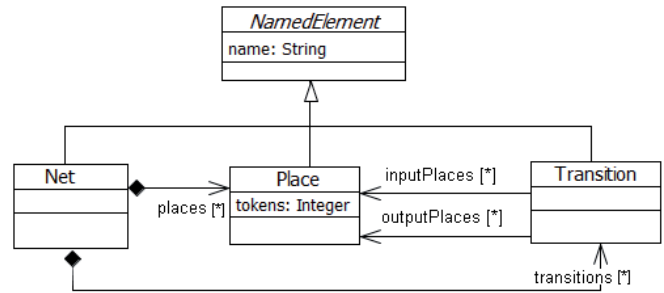 NamedElement
name: String
Net
Place
Transition
tokens: Integer
places [*]
inputPlaces [*]
outputPlaces [*]
transitions [*]